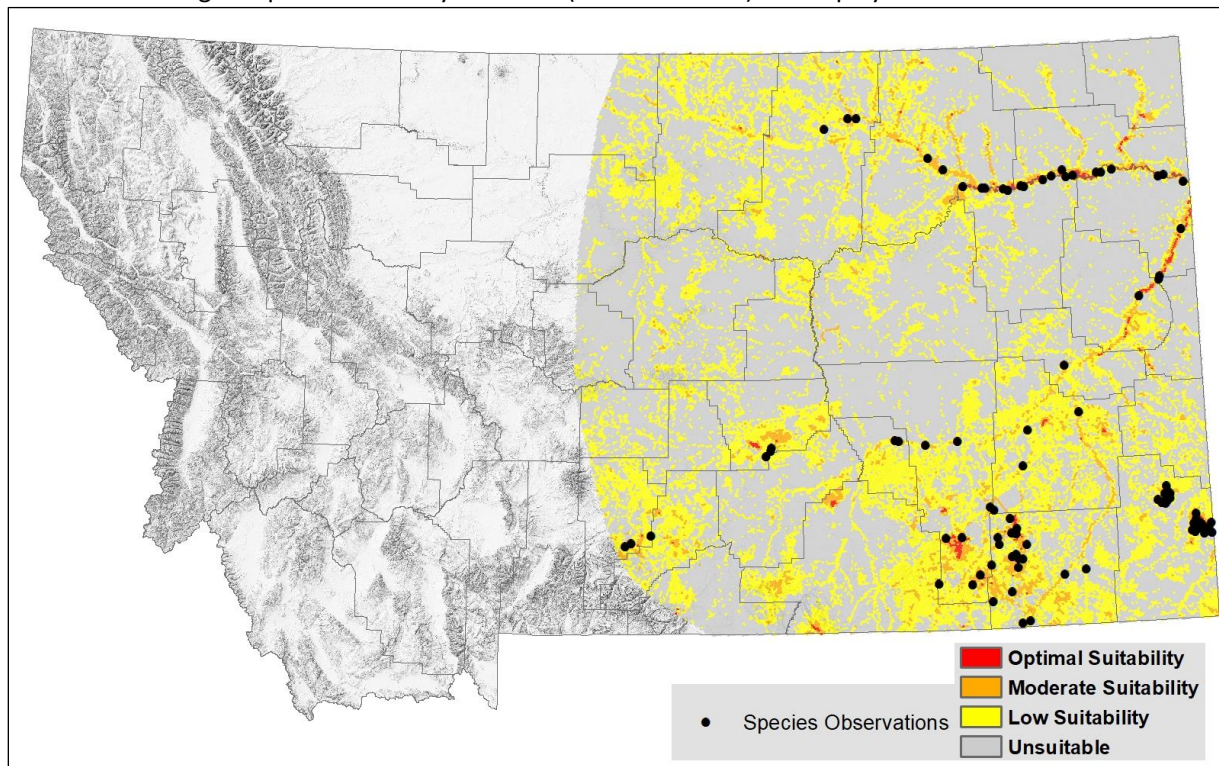 Optimal Suitability
Moderate Suitability
Species Observations
Low Suitability
Unsuitable